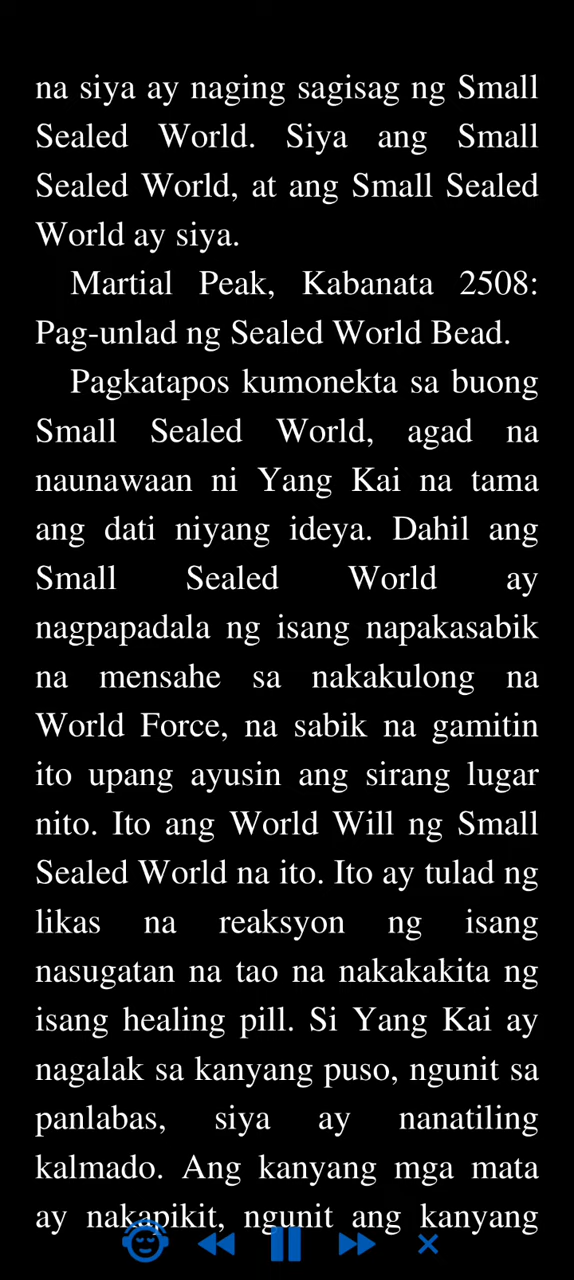 na siya ay naging sagisag ng Small
Sealed World. Siya ang Small
Sealed World, at ang Small Sealed
World ay siya.
Martial Peak, Kabanata 2508:
Pag-unlad ng Sealed World Bead.
Pagkatapos kumonekta sa buong
Small Sealed World, agad na
naunawaan ni Yang Kai na tama
ang dati niyang ideya. Dahil ang
Small Sealed World ay
nagpapadala ng isang napakasabik
na mensahe sa nakakulong na
World Force, na sabik na gamitin
ito upang ayusin ang sirang lugar
nito. Ito ang World Will ng Small
Sealed World na ito. Ito ay tulad ng
likas na reaksyon ng isang
nasugatan na tao na nakakakita ng
isang healing pill. Si Yang Kai ay
nagalak sa kanyang puso, ngunit sa
panlabas, siya ay nanatiling
kalmado. Ang kanyang mga mata
ay nakapikit, ngunit ang kanyang